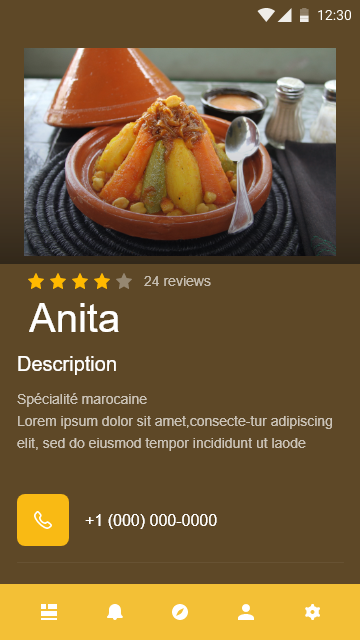 12:30
24 reviews
Anita
Description
Spécialité marocaine
Lorem ipsum dolor sit amet,consecte-tur adipiscing
elit, sed do eiusmod tempor incididunt ut laode
+1 (000) 000-0000